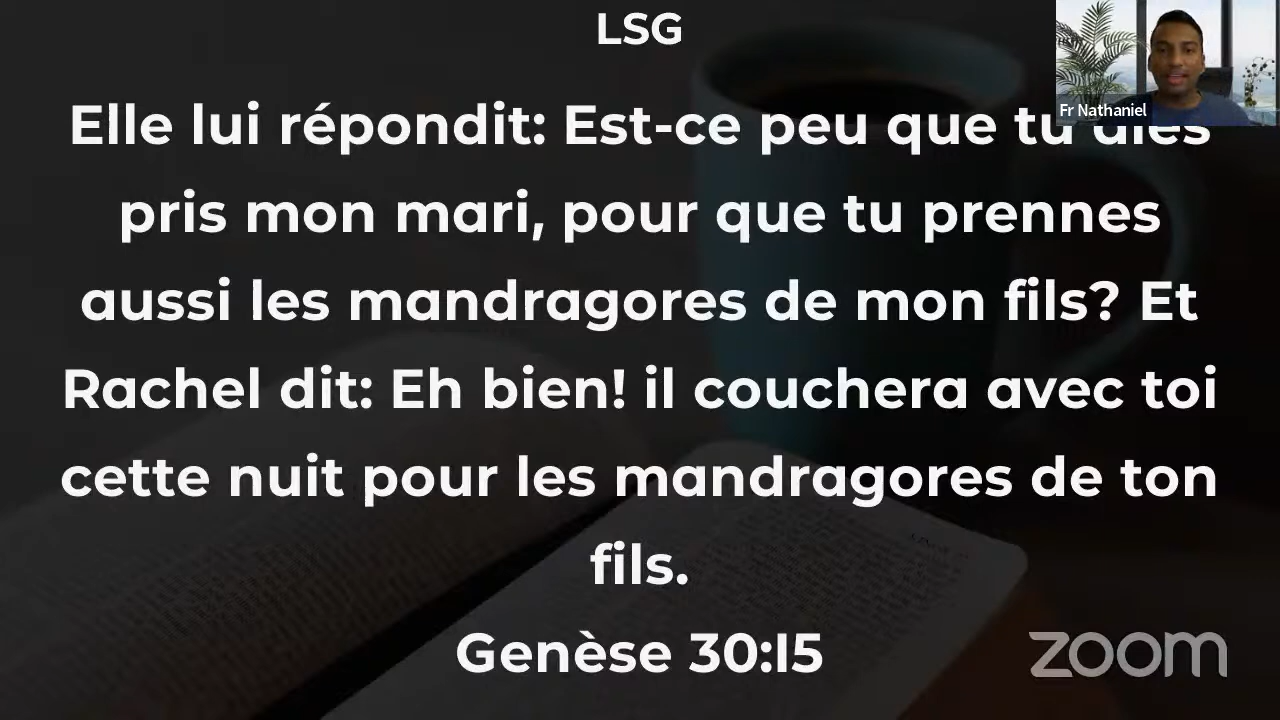 LSG
Fr Nathaniel
Elle lui répondit: Est-ce peu que tu aies
pris mon mari, pour que tu prennes
aussi les mandragores de mon fils? Et
Rachel dit: Eh bien! il couchera avec toi
cette nuit pour les mandragores de ton
fils.
Genèse 30:15
zoom